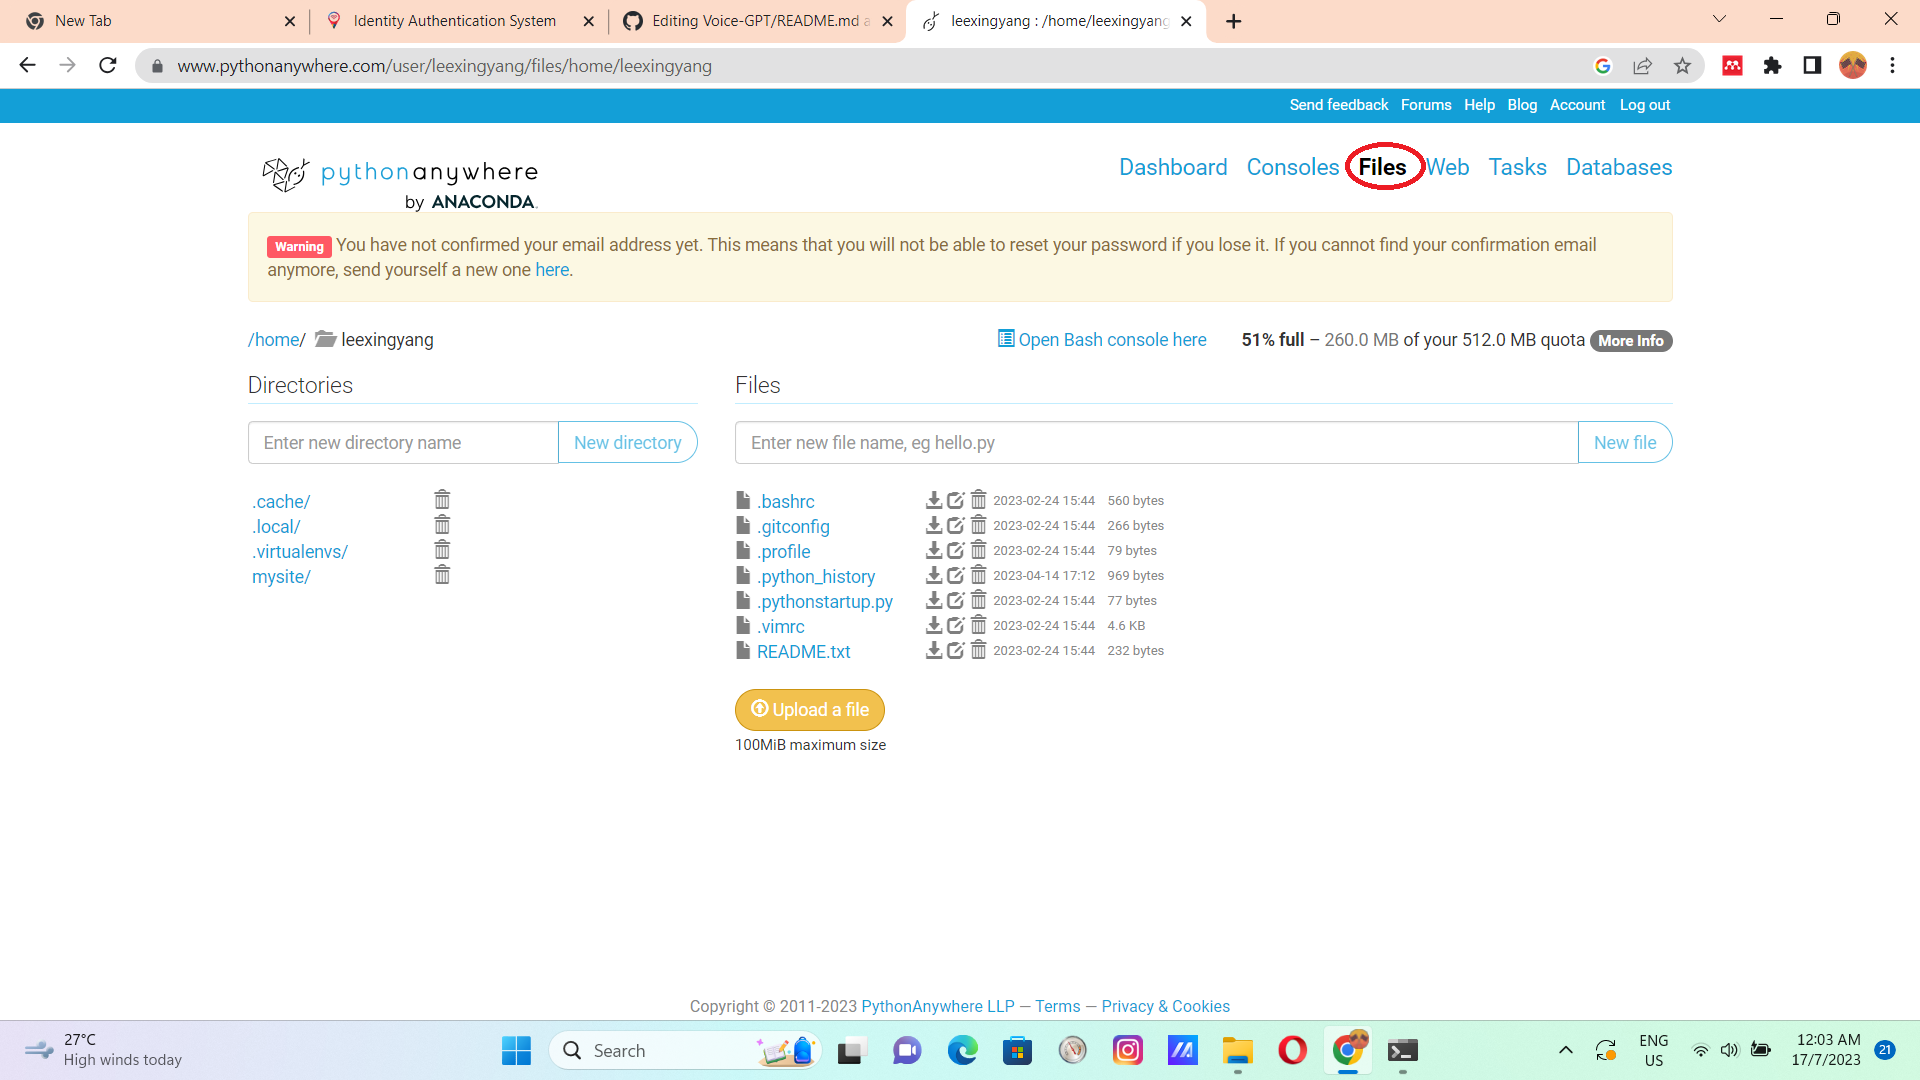 New Tab
Identity Authentication System
Editing Voice-GPT/README.md a
leexingyang : /home/leexingyang
www.pythonanywhere.com/user/leexingyang/files/home/leexingyang
Send feedback Forums Help Blog Account Log out
pythonanywhere
by ANACONDA.
Dashboard Consoles Files Web Tasks Databases
Warning You have not confirmed your email address yet. This means that you will not be able to reset your password if you lose it. If you cannot find your confirmation email
anymore, send yourself a new one here.
/home/ leexingyang
Open Bash console here
51% full – 260.0 MB of your 512.0 MB quota More Info
Directories
Enter new directory name New directory
.cache/
.local/
.virtualenvs/
mysite/
Files
Enter new file name, eg hello.py New file
.bashrc 2023-02-24 15:44 560 bytes
.gitconfig 2023-02-24 15:44 266 bytes
.profile 2023-02-24 15:44 79 bytes
.python_history 2023-04-14 17:12 969 bytes
.pythonstartup.py 2023-02-24 15:44 77 bytes
.vimrc 2023-02-24 15:44 4.6 KB
README.txt 2023-02-24 15:44 232 bytes
Upload a file
100MiB maximum size
Copyright © 2011-2023 PythonAnywhere LLP — Terms — Privacy & Cookies
27°C
High winds today
Search
ENG
US
12:03 AM
17/7/2023
21